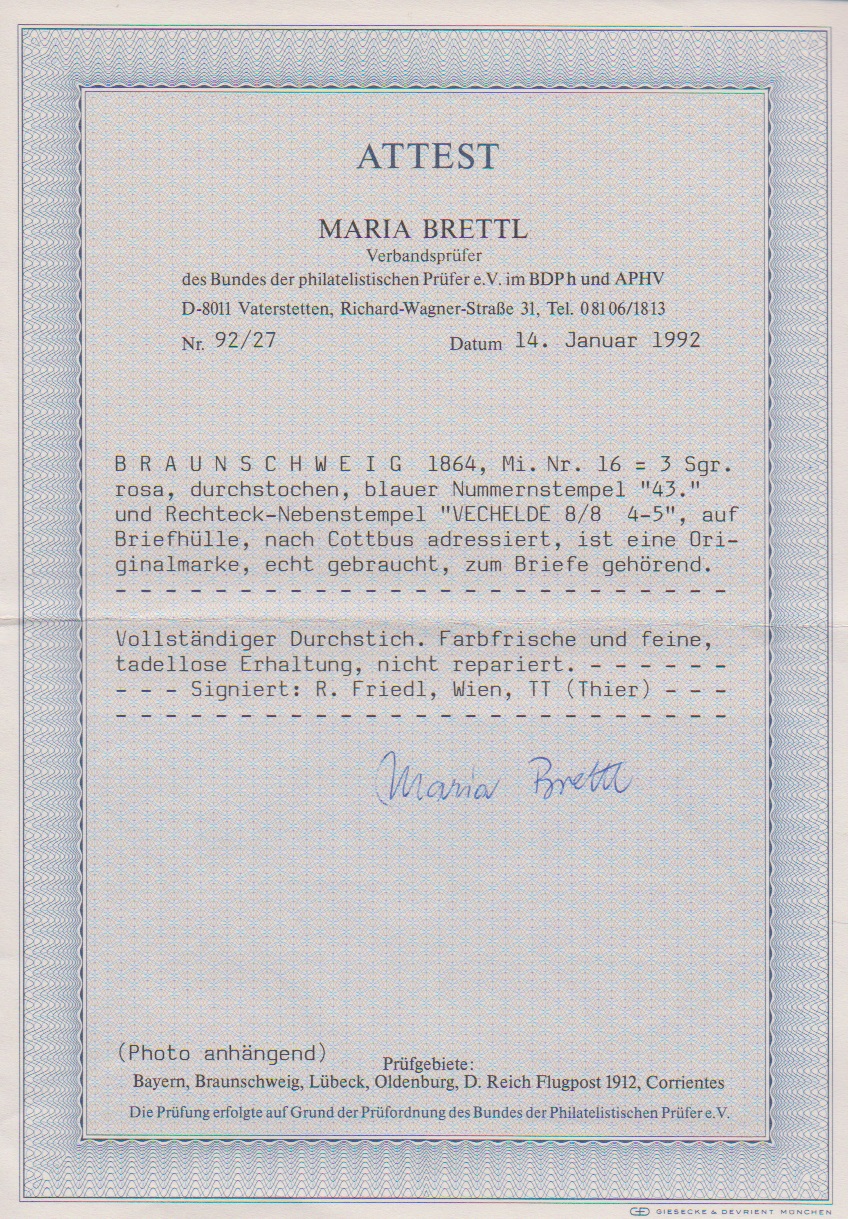 ATTEST
MARIA BRETTL
Verbandsprüfer
des Bundes der philatelistischen Prüfer e.V. im BDPh und APHV
D-8011 Vaterstetten, Richard-Wagner-Straße 31, Tel. 08106/1813
Nr. 92/27 Datum 14. Januar 1992
B R A U N S C H W E I G 1864, Mi.Nr. 16 = 3 Sgr.
rosa, durchstochen, blauer Nummernstempel "43."
und Rechteck-Nebenstempel "VECHELDE 8/8 4-5", auf
Briefhülle, nach Cottbus adressiert, ist eine Ori-
ginalmarke, echt gebraucht, zum Briefe gehörend.
- - - - - - - - - - - - - - - - - - - - - - - - -
Vollständiger Durchstich. Farbfrische und feine,
tadellose Erhaltung, nicht repariert. - - - - - -
- - - Signiert: R. Friedl, Wien, TT (Thier) - - -
- - - - - - - - - - - - - - - - - - - - - - - - -
Maria Brettl
(Photo anhängend)
Prüfgebiete:
Bayern, Braunschweig, Lübeck, Oldenburg, D. Reich Flugpost 1912, Corrientes
Die Prüfung erfolgte auf Grund der Prüfordnung des Bundes der Philatelistischen Prüfer e.V.
GIESECKE & DEVRIENT MÜNCHEN